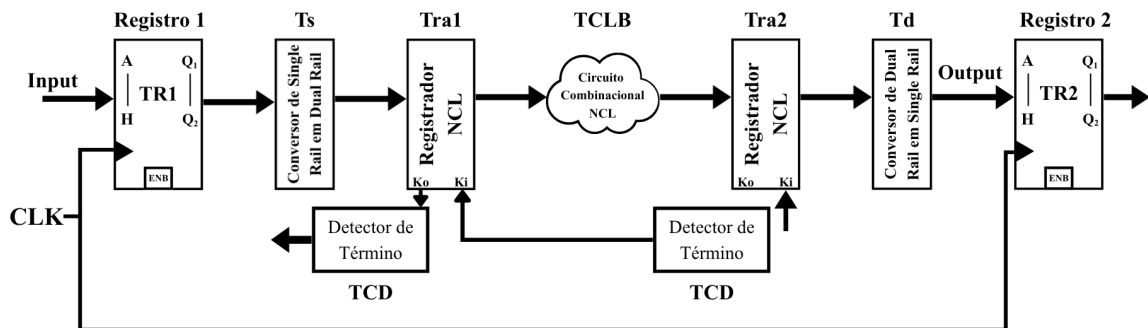 Registro 1
Ts
Tra1
TCLB
Tra2
Td
Registro 2
Input
A
H
TR1
Q1
Q2
ENB
Conversor de Single
Rail em Dual Rail
Registrador
NCL
Ko
Ki
Circuito
Combinacional
NCL
Registrador
NCL
Ko
Ki
Conversor de Dual
Rail em Single Rail
Output
A
H
TR2
Q1
Q2
ENB
CLK
Detector de
Término
TCD
Detector de
Término
TCD